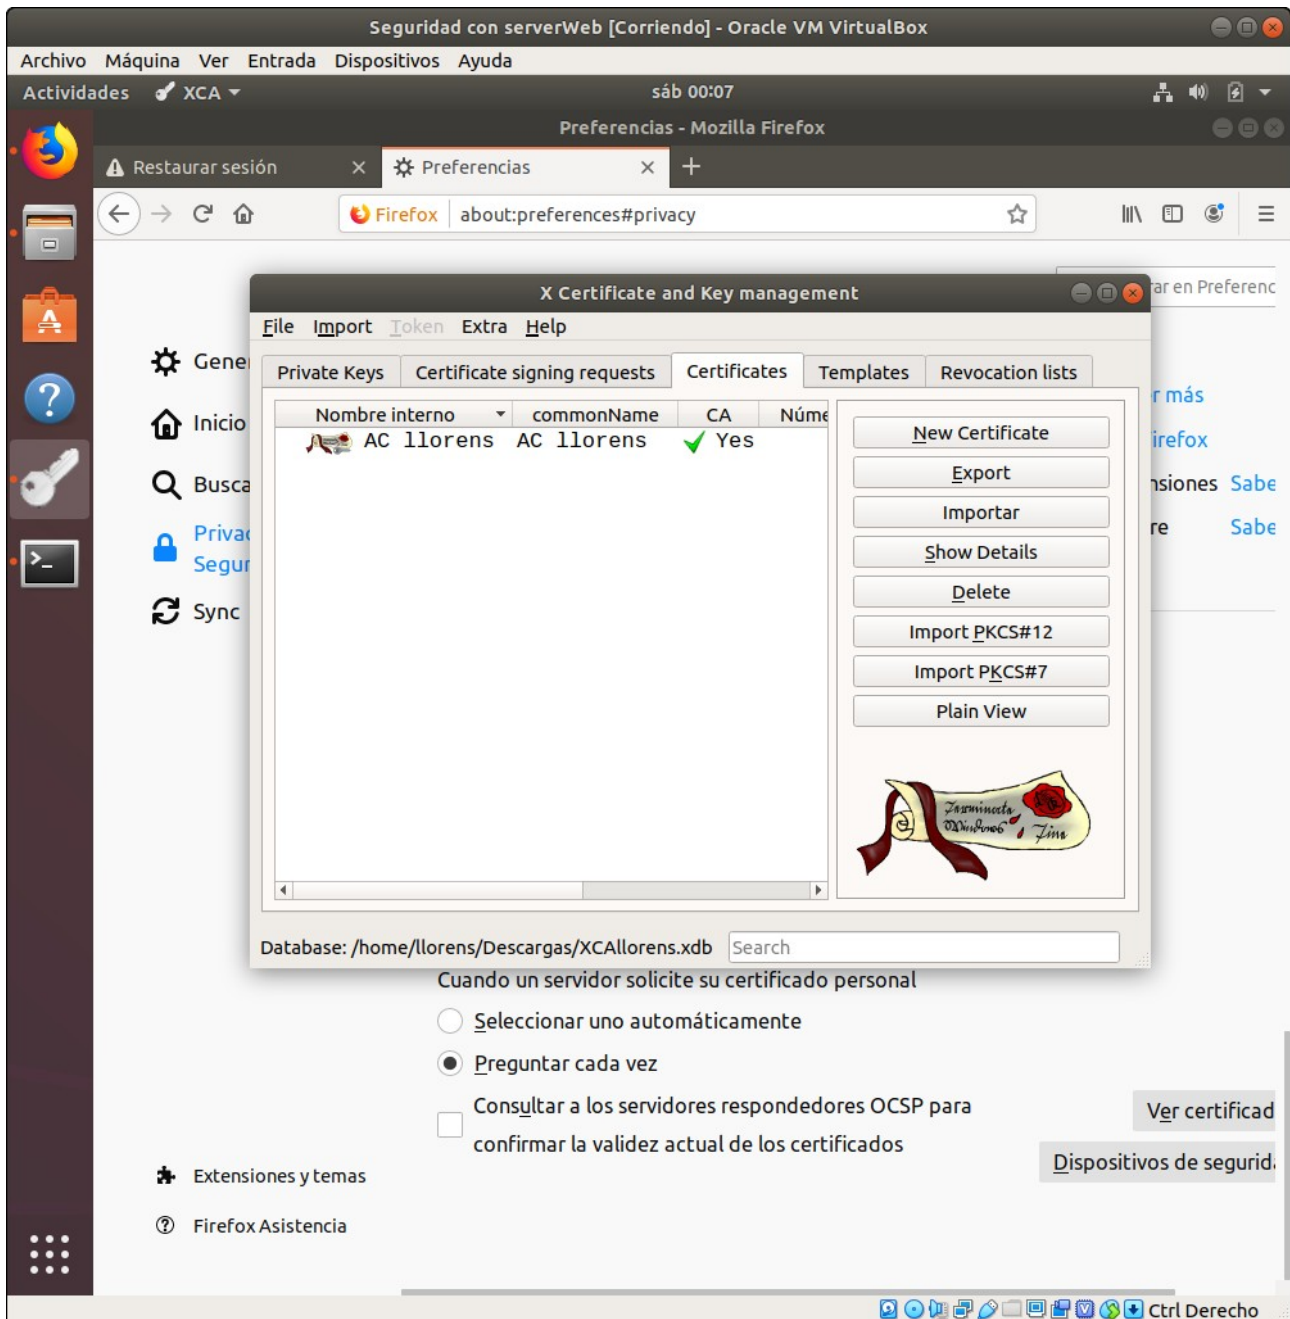 Seguridad con serverWeb [Corriendo] - Oracle VM VirtualBox
Archivo Máquina Ver Entrada Dispositivos Ayuda
Actividades XCA sáb 00:07
Preferencias - Mozilla Firefox
Restaurar sesión Preferencias
Firefox about:preferences#privacy
rar en Preferenc
X Certificate and Key management
File Import Token Extra Help
Private Keys Certificate signing requests Certificates Templates Revocation lists
Nombre interno commonName CA Núme
AC llorens AC llorens Yes
New Certificate
Export
Importar
Show Details
Delete
Import PKCS#12
Import PKCS#7
Plain View
Database: /home/llorens/Descargas/XCAllorens.xdb Search
Gene
Inicio
Busca
Privac
Segur
Sync
r más
irefox
nsiones Sabe
re Sabe
Cuando un servidor solicite su certificado personal
Seleccionar uno automáticamente
Preguntar cada vez
Consultar a los servidores respondedores OCSP para
confirmar la validez actual de los certificados
Ver certificad
Dispositivos de segurida
Extensiones y temas
Firefox Asistencia
Ctrl Derecho